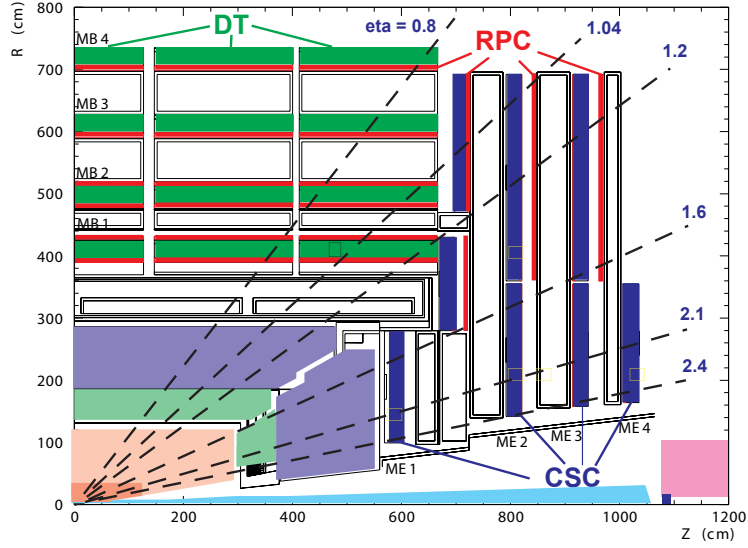 R (cm)
800
700
600
500
400
300
200
100
0
MB 4
MB 3
MB 2
MB 1
DT
eta = 0.8
RPC
1.04
1.2
1.6
2.1
2.4
ME 1
ME 2
ME 3
ME 4
CSC
0
200
400
600
800
1000
1200
Z (cm)